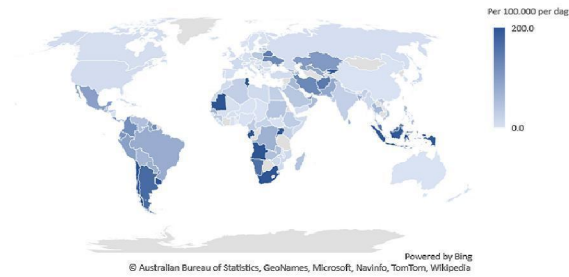 Per 100.000 per dag
200.0
0.0
Powered by Bing
© Australian Bureau of Statistics, GeoNames, Microsoft, Navinfo, TomTom, Wikipedia